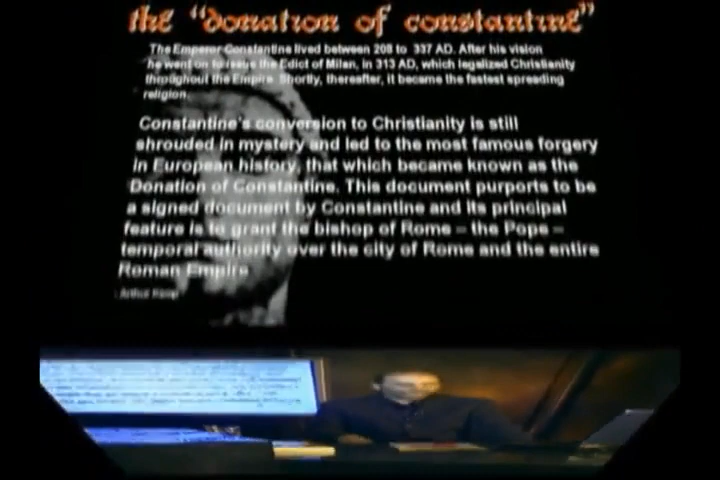 the "donation of constantine"
The Emperor Constantine lived between 208 to 337 AD. After his vision
he went on to issue the Edict of Milan, in 313 AD, which legalized Christianity
throughout the Empire. Shortly, thereafter, it became the fastest spreading
religion.
Constantine's conversion to Christianity is still
shrouded in mystery and led to the most famous forgery
in European history, that which became known as the
Donation of Constantine. This document purports to be
a signed document by Constantine and its principal
feature is to grant the bishop of Rome – the Pope –
temporal authority over the city of Rome and the entire
Roman Empire
Arthur